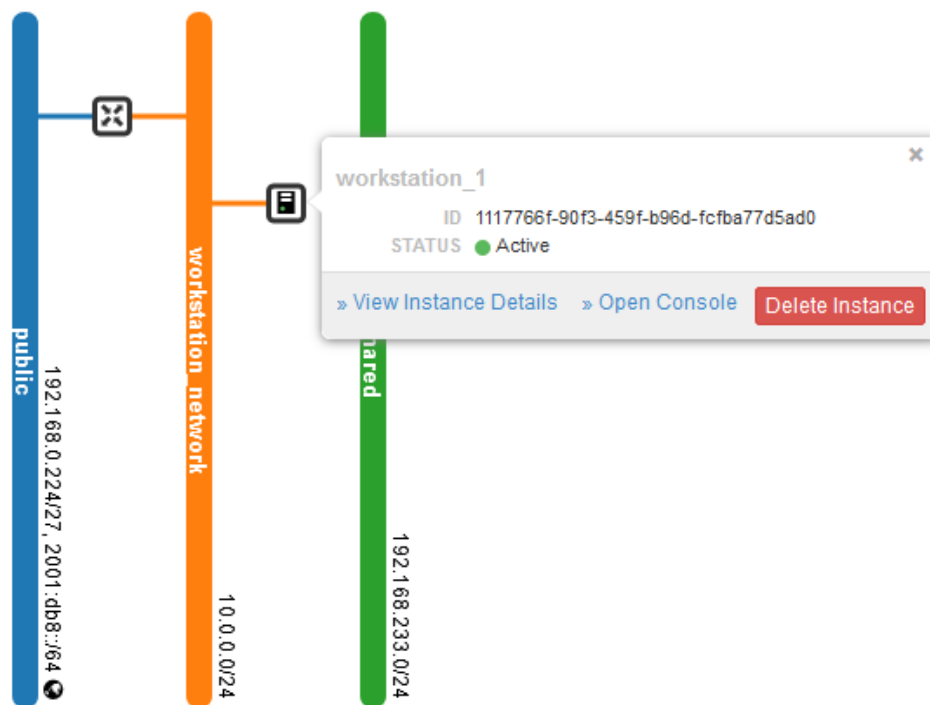 workstation_1
ID 1117766f-90f3-459f-b96d-fcfba77d5ad0
STATUS Active
» View Instance Details » Open Console Delete Instance
public
192.168.0.224/27, 2001:db8::/64
workstation_network
10.0.0.0/24
hared
192.168.233.0/24